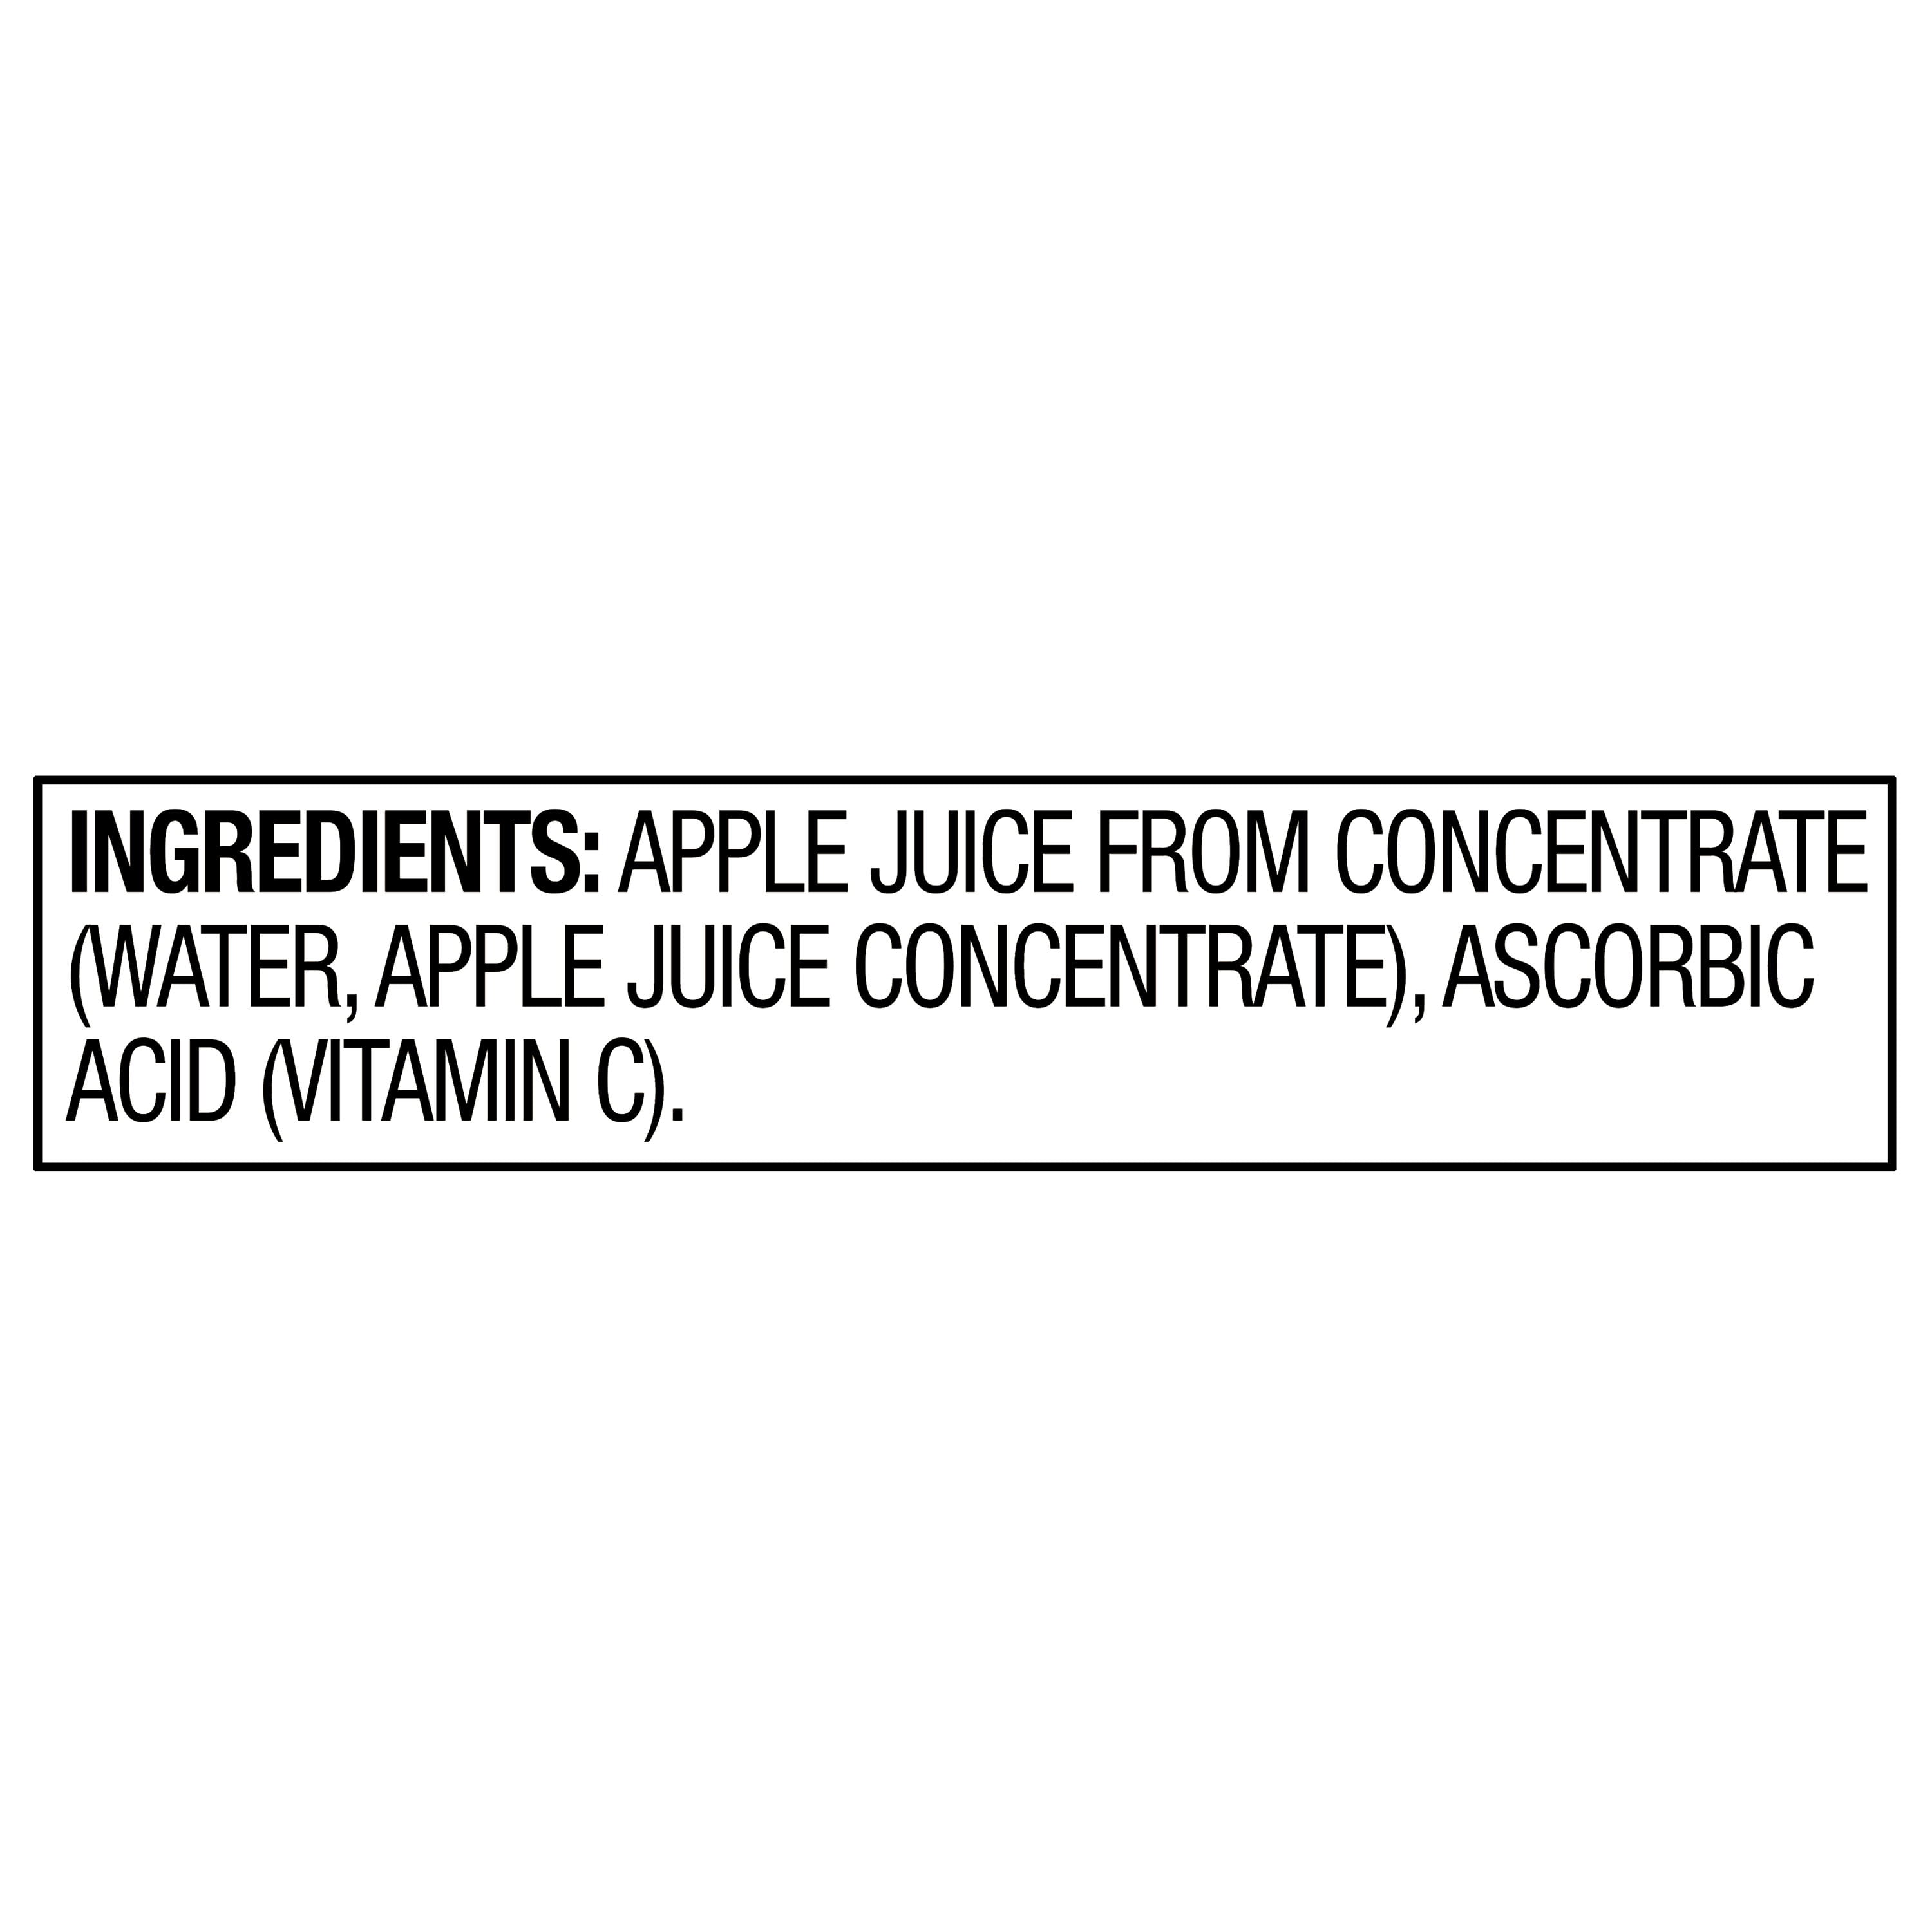 INGREDIENTS: APPLE JUICE FROM CONCENTRATE
(WATER, APPLE JUICE CONCENTRATE), ASCORBIC
ACID (VITAMIN C).